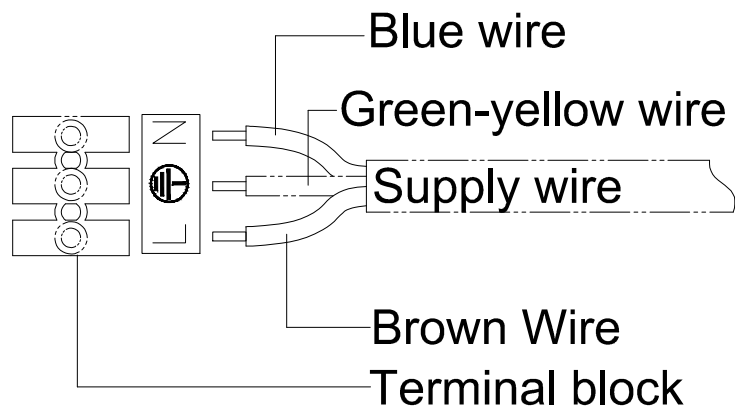 Blue wire
Green-yellow wire
N
Supply wire
L
Brown Wire
Terminal block